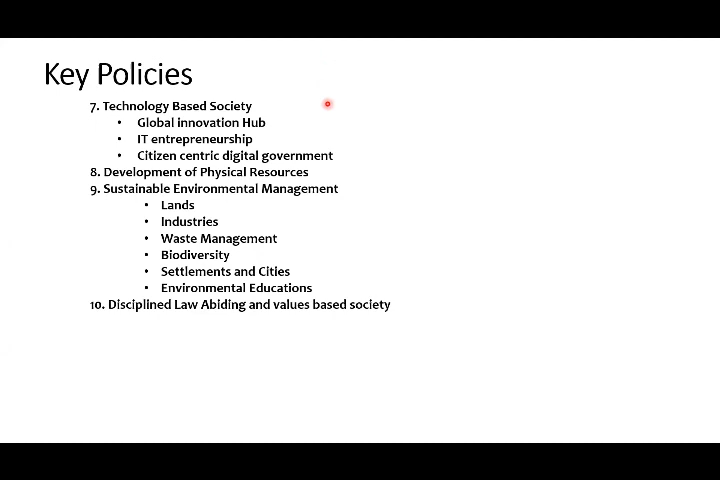 Key Policies
7. Technology Based Society
• Global innovation Hub
• IT entrepreneurship
• Citizen centric digital government
8. Development of Physical Resources
9. Sustainable Environmental Management
• Lands
• Industries
• Waste Management
• Biodiversity
• Settlements and Cities
• Environmental Educations
10. Disciplined Law Abiding and values based society